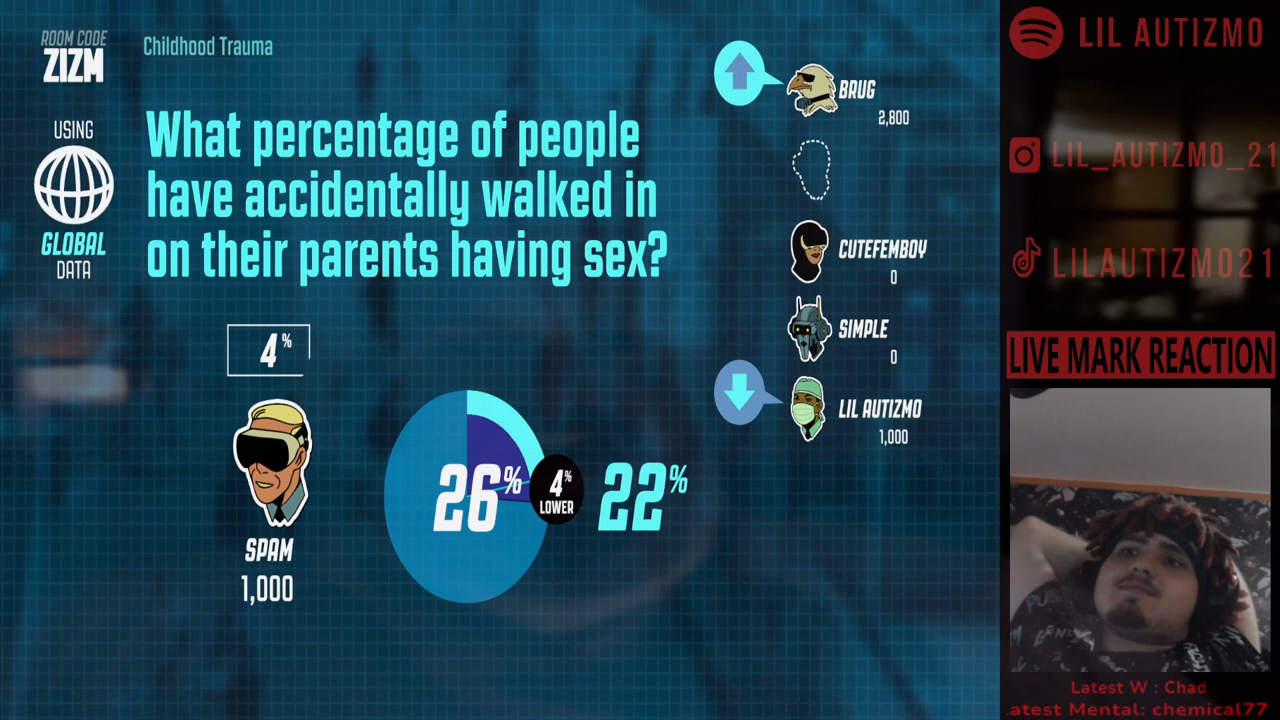 ROOM CODE
ZIZM
Childhood Trauma
USING
GLOBAL
DATA
What percentage of people
have accidentally walked in
on their parents having sex?
4%
SPAM
1,000
26%
4%
LOWER
22%
BRUG
2,800
CUTEFEMBOY
0
SIMPLE
0
LIL AUTIZMO
1,000
LIL AUTIZMO
LIL_AUTIZMO_21
LILAUTIZMO21
LIVE MARK REACTION
Latest W : Chad
atest Mental: chemical77